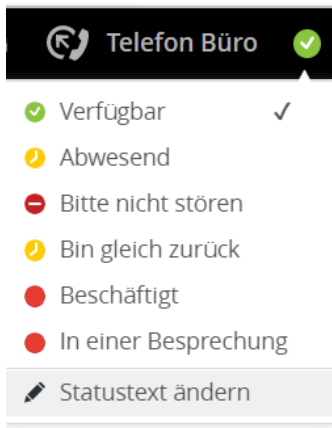 Telefon Büro
Verfügbar
Abwesend
Bitte nicht stören
Bin gleich zurück
Beschäftigt
In einer Besprechung
Statustext ändern